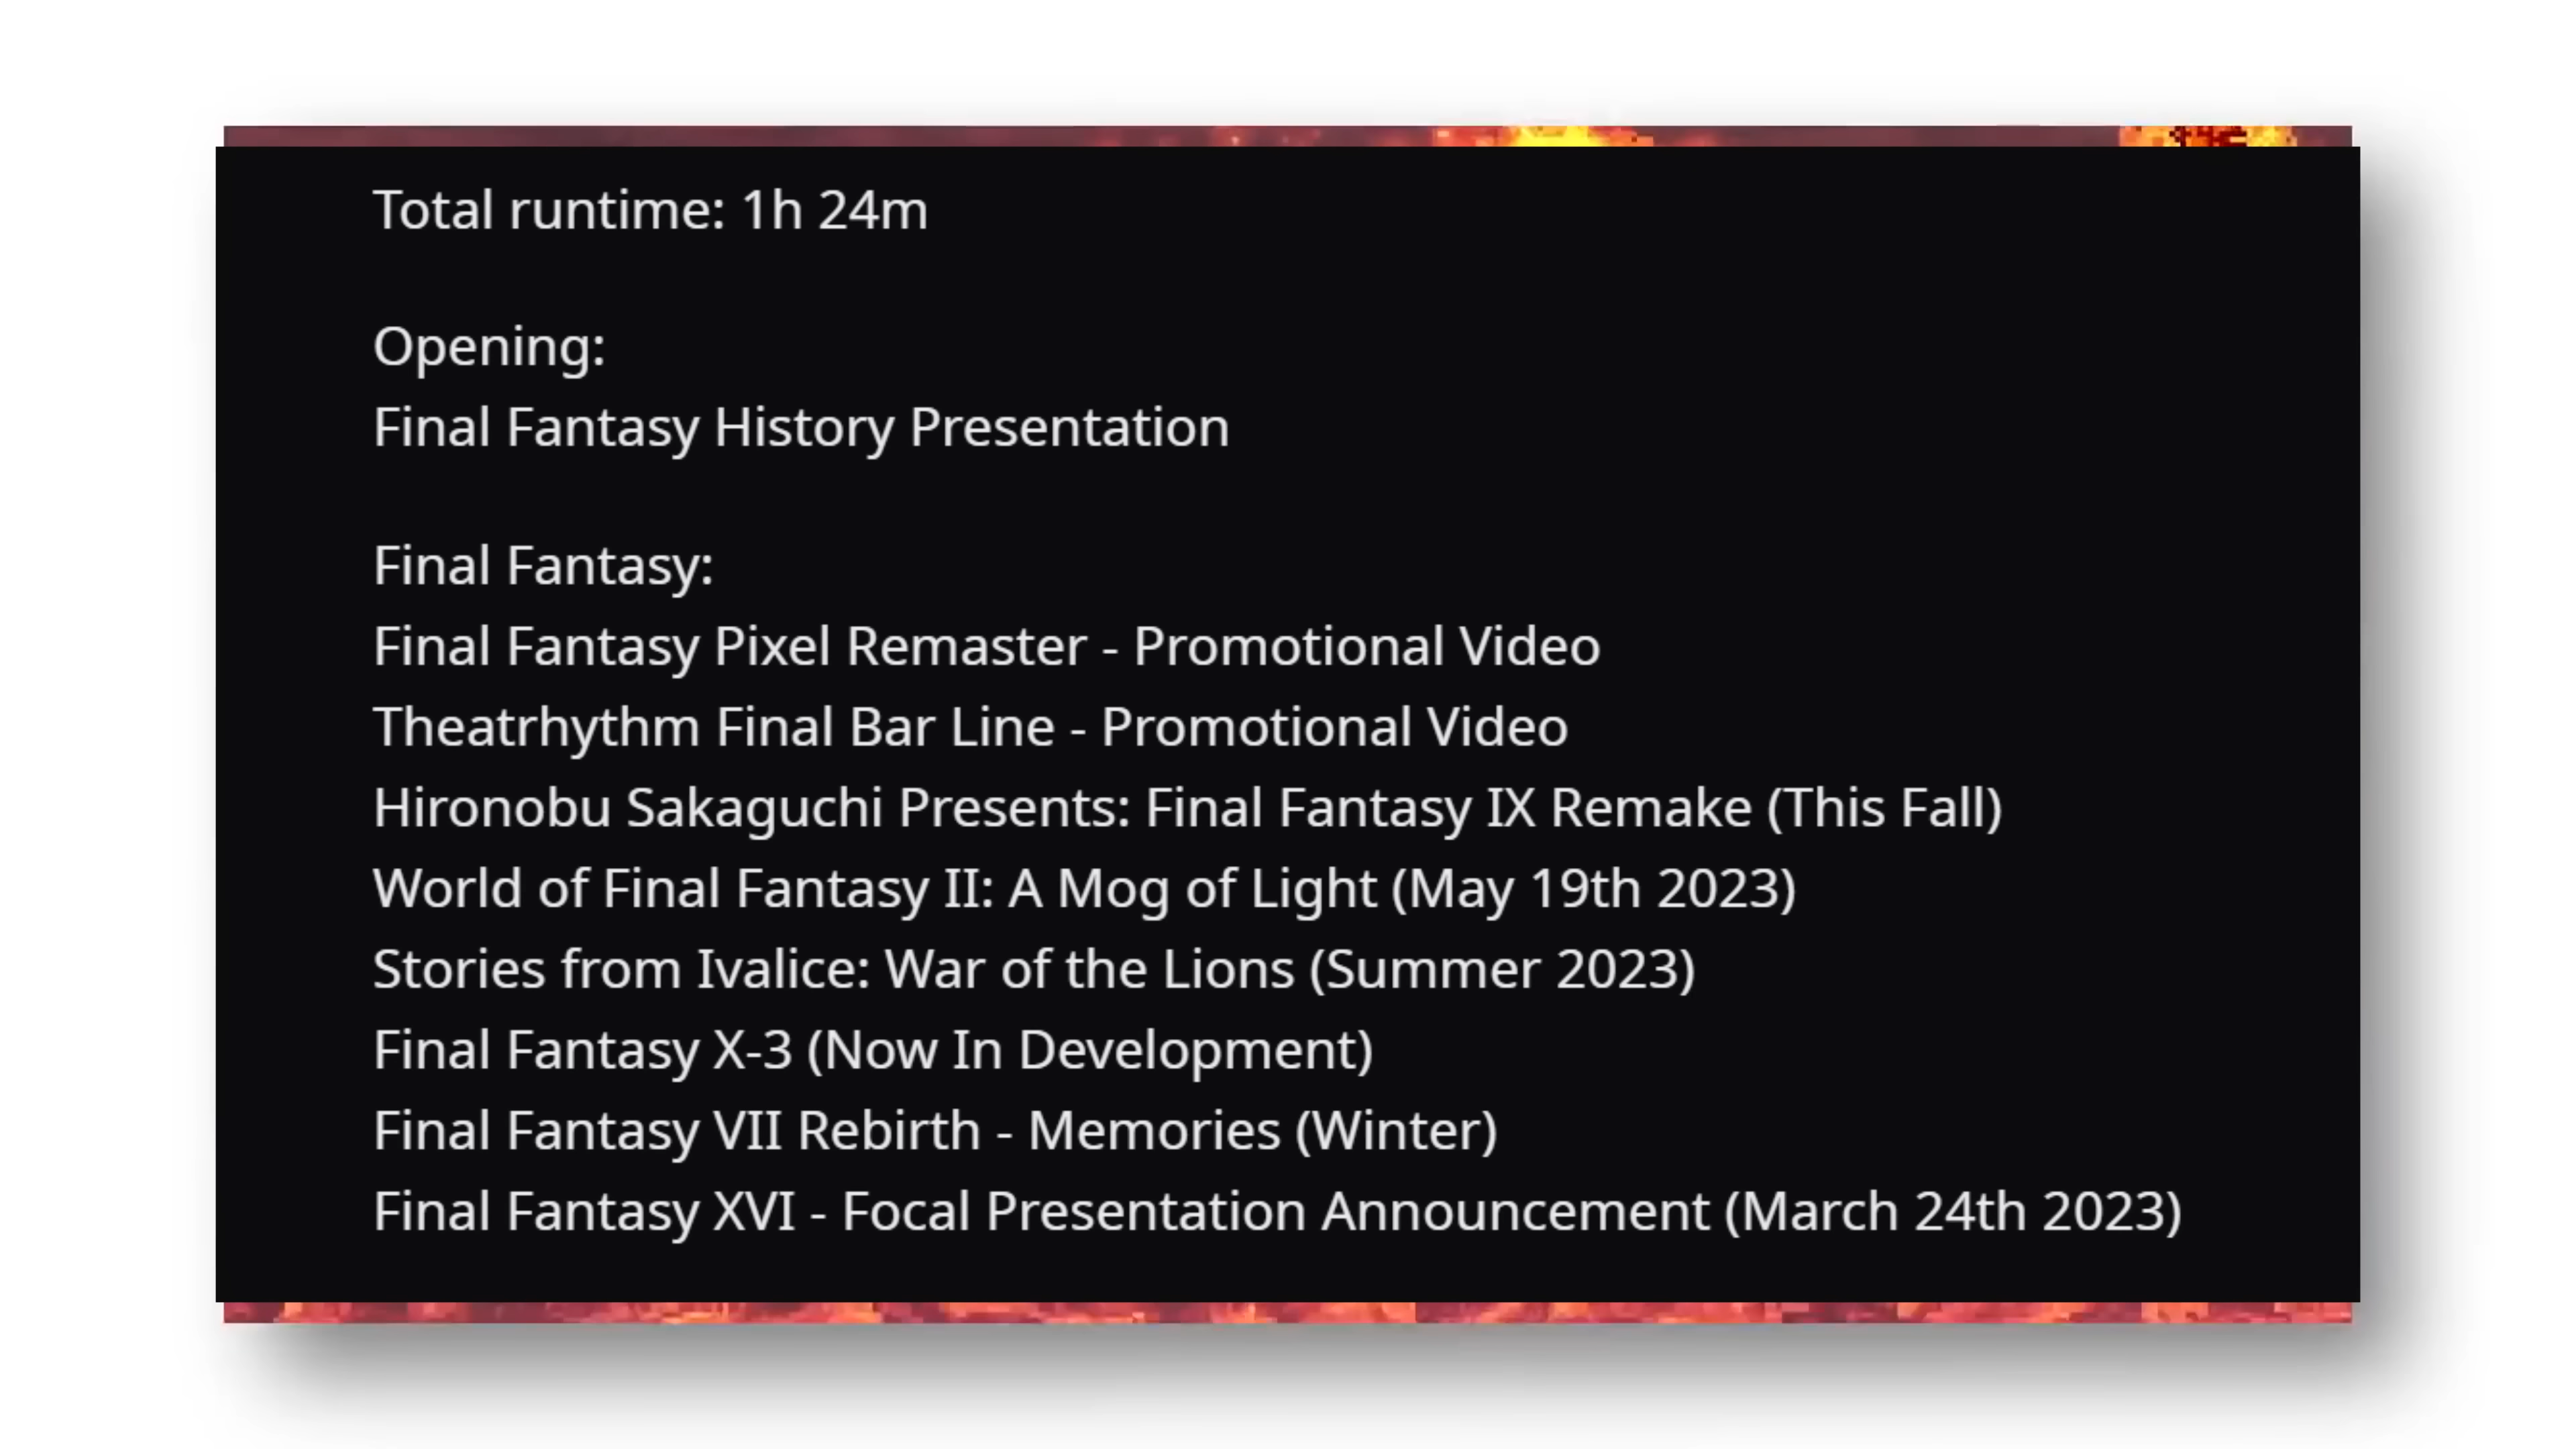 Total runtime: 1h 24m
Opening:
Final Fantasy History Presentation
Final Fantasy:
Final Fantasy Pixel Remaster - Promotional Video
Theatrhythm Final Bar Line - Promotional Video
Hironobu Sakaguchi Presents: Final Fantasy IX Remake (This Fall)
World of Final Fantasy II: A Mog of Light (May 19th 2023)
Stories from Ivalice: War of the Lions (Summer 2023)
Final Fantasy X-3 (Now In Development)
Final Fantasy VII Rebirth - Memories (Winter)
Final Fantasy XVI - Focal Presentation Announcement (March 24th 2023)